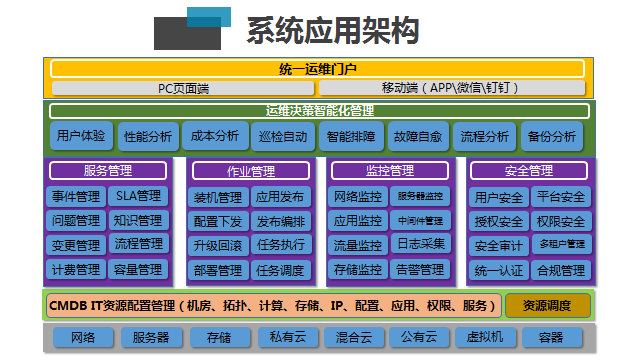 系统应用架构
统一运维门户
PC页面端 移动端（APP\微信\钉钉）
运维决策智能化管理
用户体验 性能分析 成本分析 巡检自动 智能排障 故障自愈 流程分析 备份分析
服务管理 作业管理 监控管理 安全管理
事件管理 SLA管理 装机管理 应用发布 网络监控 服务器监控 用户安全 平台安全
问题管理 知识管理 配置下发 发布编排 应用监控 中间件管理 授权安全 权限安全
变更管理 流程管理 升级回滚 任务执行 流量监控 日志采集 安全审计 多租户管理
计费管理 容量管理 部署管理 任务调度 存储监控 告警管理 统一认证 合规管理
CMDB IT资源配置管理（机房、拓扑、计算、存储、IP、配置、应用、权限、服务） 资源调度
网络 服务器 存储 私有云 混合云 公有云 虚拟机 容器